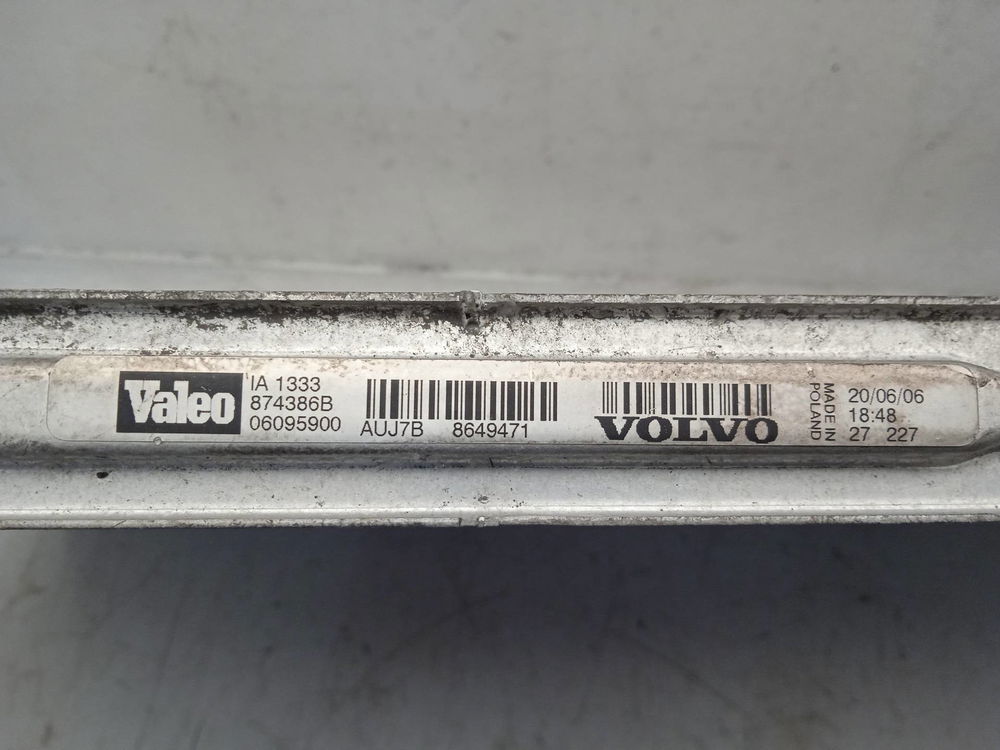 Valeo
IA 1333
874386B
06095900
AUJ7B 8649471
VOLVO
MADE IN
POLAND
20/06/06
18:48
27 227